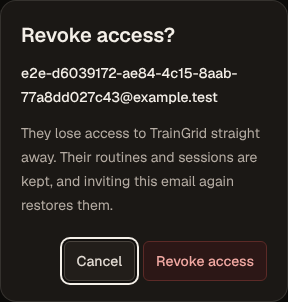 Revoke access?
e2e-d6039172-ae84-4c15-8aab-
77a8dd027c43@example.test
They lose access to TrainGrid straight
away. Their routines and sessions are
kept, and inviting this email again
restores them.
Cancel Revoke access